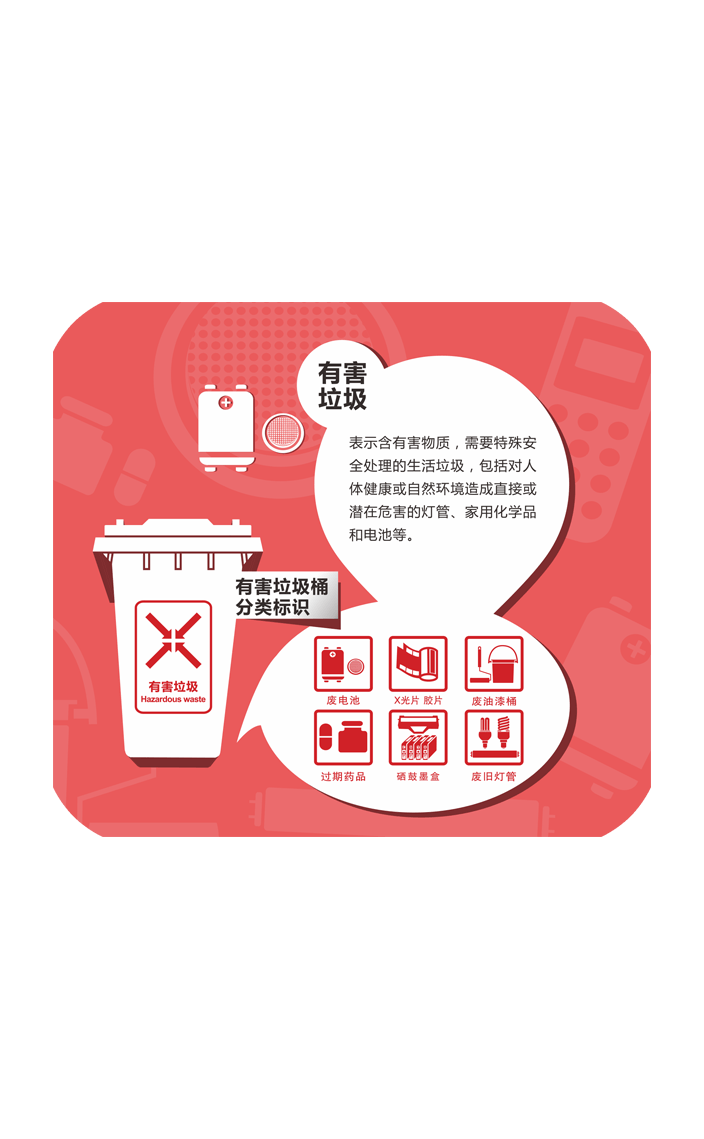 有害
垃圾
表示含有害物质，需要特殊安
全处理的生活垃圾，包括对人
体健康或自然环境造成直接或
潜在危害的灯管、家用化学品
和电池等。
有害垃圾桶
分类标识
有害垃圾
Hazardous waste
废电池
X光片 胶片
废油漆桶
过期药品
硒鼓墨盒
废旧灯管